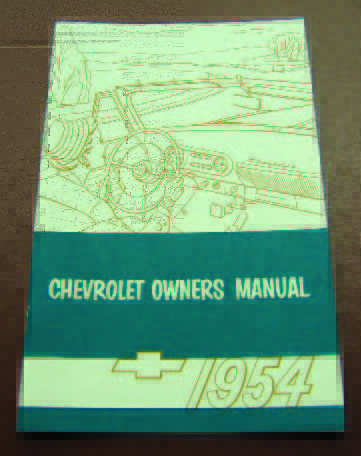 CHEVROLET OWNERS MANUAL
1954